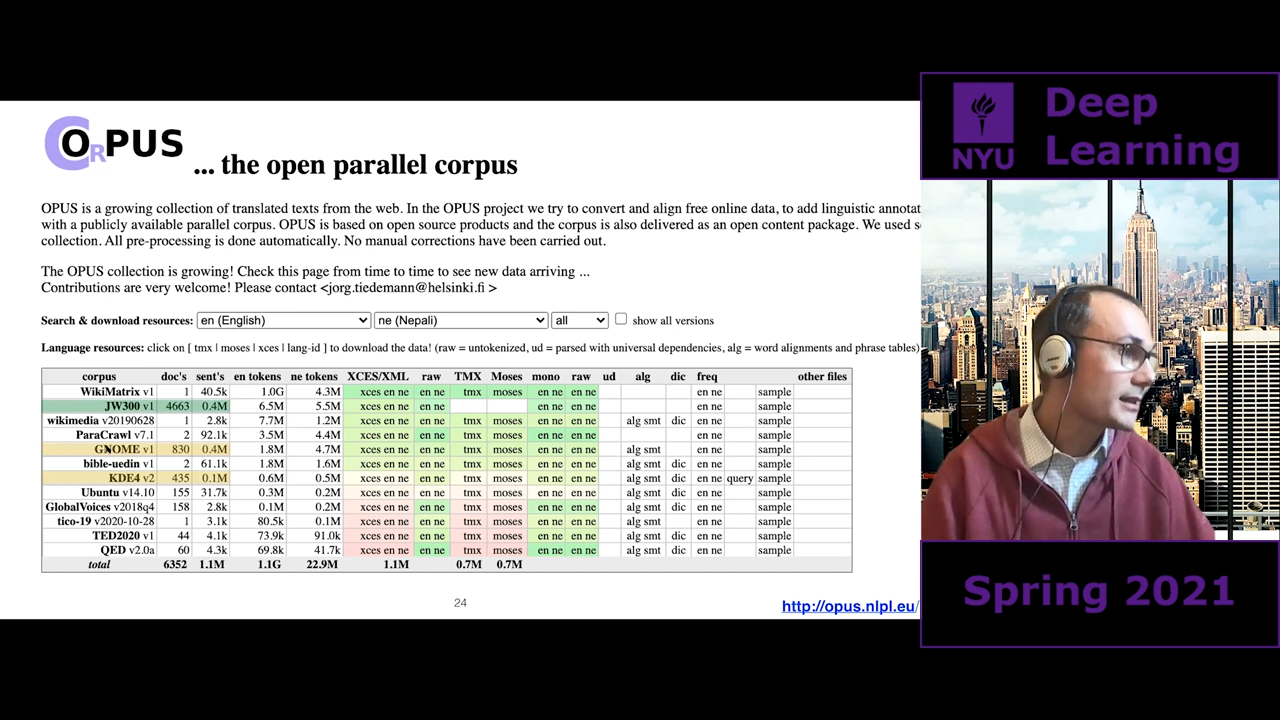 OPUS
... the open parallel corpus
OPUS is a growing collection of translated texts from the web. In the OPUS project we try to convert and align free online data, to add linguistic annotat
with a publicly available parallel corpus. OPUS is based on open source products and the corpus is also delivered as an open content package. We used s
collection. All pre-processing is done automatically. No manual corrections have been carried out.
The OPUS collection is growing! Check this page from time to time to see new data arriving ...
Contributions are very welcome! Please contact <jorg.tiedemann@helsinki.fi >
Search & download resources: en (English) ne (Nepali) all show all versions
Language resources: click on [ tmx | moses | xces | lang-id ] to download the data! (raw = untokenized, ud = parsed with universal dependencies, alg = word alignments and phrase tables)
corpus doc's sent's en tokens ne tokens XCES/XML raw TMX Moses mono raw ud alg dic freq other files
WikiMatrix v1 1 40.5k 1.0G 4.3M xces en ne en ne tmx moses en ne en ne en ne sample
JW300 v1 4663 0.4M 6.5M 5.5M xces en ne en ne en ne en ne en ne sample
wikimedia v20190628 1 2.8k 7.7M 1.2M xces en ne en ne tmx moses en ne en ne alg smt dic en ne sample
ParaCrawl v7.1 2 92.1k 3.5M 4.4M xces en ne en ne tmx moses en ne en ne en ne sample
GNOME v1 830 0.4M 1.8M 4.7M xces en ne en ne tmx moses en ne en ne alg smt en ne sample
bible-uedin v1 2 61.1k 1.8M 1.6M xces en ne en ne tmx moses en ne en ne alg smt dic en ne sample
KDE4 v2 435 0.1M 0.6M 0.5M xces en ne en ne tmx moses en ne en ne alg smt dic en ne query sample
Ubuntu v14.10 155 31.7k 0.3M 0.2M xces en ne en ne tmx moses en ne en ne alg smt dic en ne sample
GlobalVoices v2018q4 158 2.8k 0.1M 0.2M xces en ne en ne tmx moses en ne en ne alg smt dic en ne sample
tico-19 v2020-10-28 1 3.1k 80.5k 0.1M xces en ne en ne tmx moses en ne en ne alg smt en ne sample
TED2020 v1 44 4.1k 73.9k 91.0k xces en ne en ne tmx moses en ne en ne alg smt dic en ne sample
QED v2.0a 60 4.3k 69.8k 41.7k xces en ne en ne tmx moses en ne en ne alg smt dic en ne sample
total 6352 1.1M 1.1G 22.9M 1.1M 0.7M 0.7M
24
http://opus.nlpl.eu/
NYU
Deep
Learning
Spring 2021